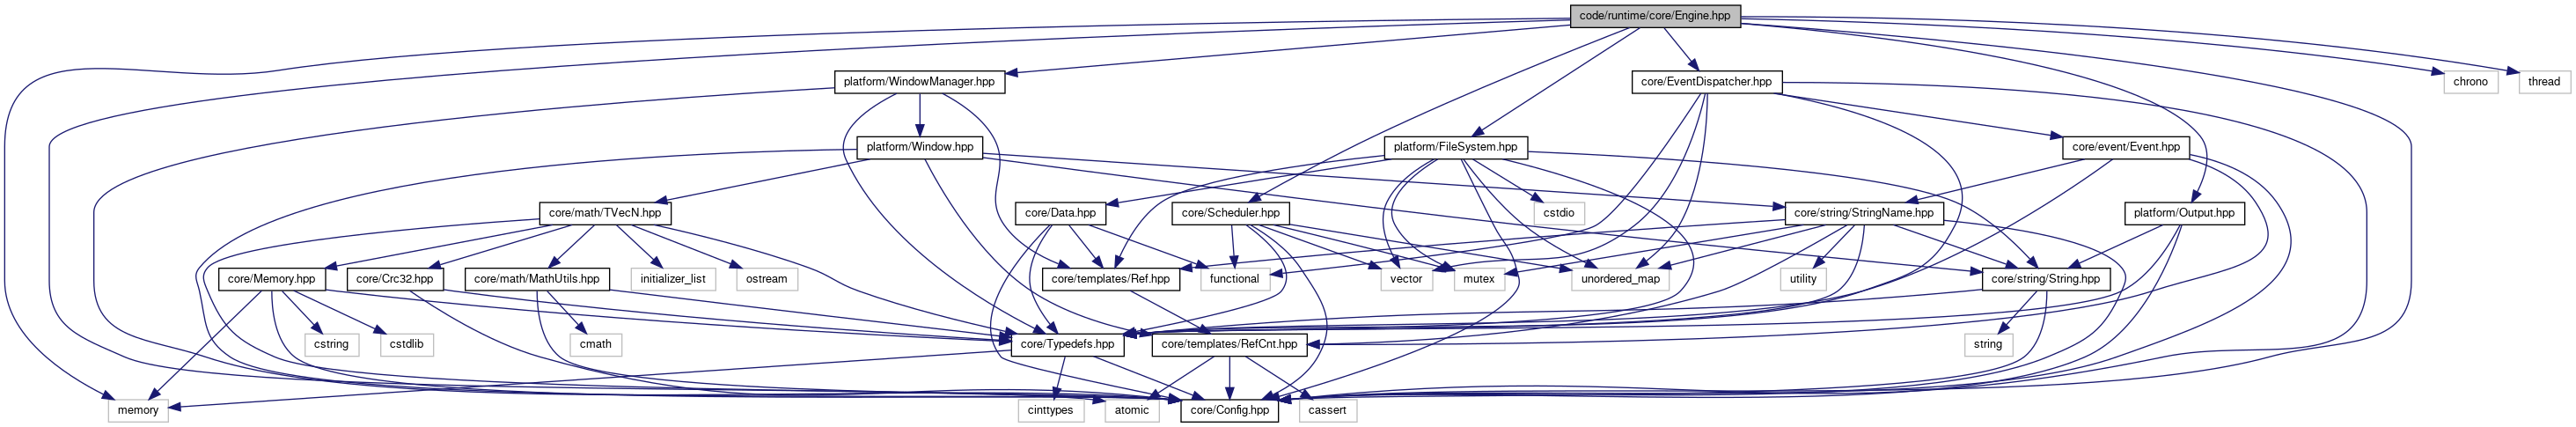 code/runtime/core/Engine.hpp
platform/WindowManager.hpp
core/EventDispatcher.hpp
chrono
thread
platform/Window.hpp
platform/FileSystem.hpp
core/event/Event.hpp
core/math/TVecN.hpp
core/Data.hpp
core/Scheduler.hpp
cstdio
core/string/StringName.hpp
platform/Output.hpp
core/Memory.hpp
core/Crc32.hpp
core/math/MathUtils.hpp
initializer_list
ostream
core/templates/Ref.hpp
functional
vector
mutex
unordered_map
utility
core/string/String.hpp
cstring
cstdlib
cmath
core/Typedefs.hpp
core/templates/RefCnt.hpp
string
memory
cinttypes
atomic
core/Config.hpp
cassert